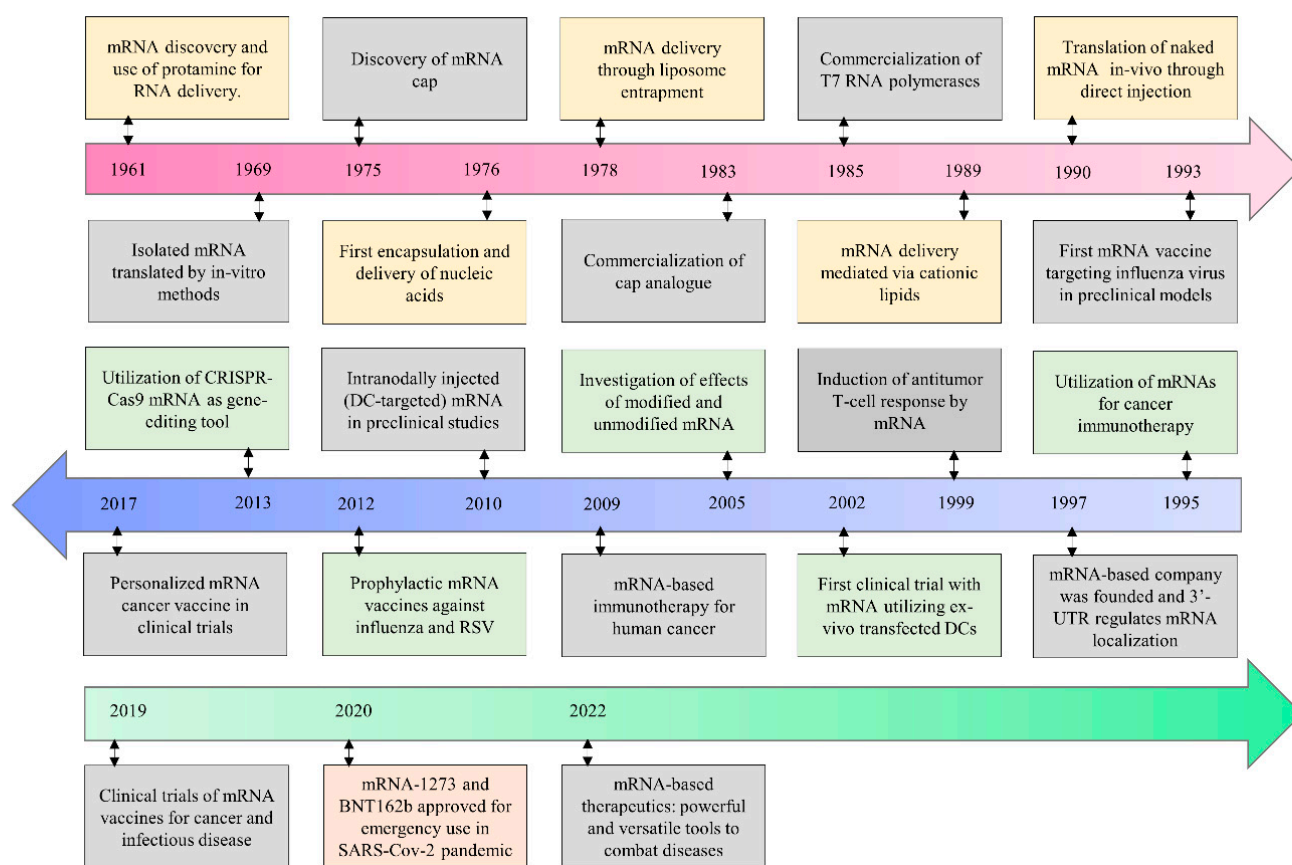 mRNA discovery and
use of protamine for
RNA delivery.
Discovery of mRNA
cap
mRNA delivery
through liposome
entrapment
Commercialization of
T7 RNA polymerases
Translation of naked
mRNA in-vivo through
direct injection
1961
1969
1975
1976
1978
1983
1985
1989
1990
1993
Isolated mRNA
translated by in-vitro
methods
First encapsulation and
delivery of nucleic
acids
Commercialization of
cap analogue
mRNA delivery
mediated via cationic
lipids
First mRNA vaccine
targeting influenza virus
in preclinical models
Utilization of CRISPR-
Cas9 mRNA as gene-
editing tool
Intranodally injected
(DC-targeted) mRNA
in preclinical studies
Investigation of effects
of modified and
unmodified mRNA
Induction of antitumor
T-cell response by
mRNA
Utilization of mRNAs
for cancer
immunotherapy
2017
2013
2012
2010
2009
2005
2002
1999
1997
1995
Personalized mRNA
cancer vaccine in
clinical trials
Prophylactic mRNA
vaccines against
influenza and RSV
mRNA-based
immunotherapy for
human cancer
First clinical trial with
mRNA utilizing ex-
vivo transfected DCs
mRNA-based company
was founded and 3’-
UTR regulates mRNA
localization
2019
2020
2022
Clinical trials of mRNA
vaccines for cancer and
infectious disease
mRNA-1273 and
BNT162b approved for
emergency use in
SARS-Cov-2 pandemic
mRNA-based
therapeutics: powerful
and versatile tools to
combat diseases